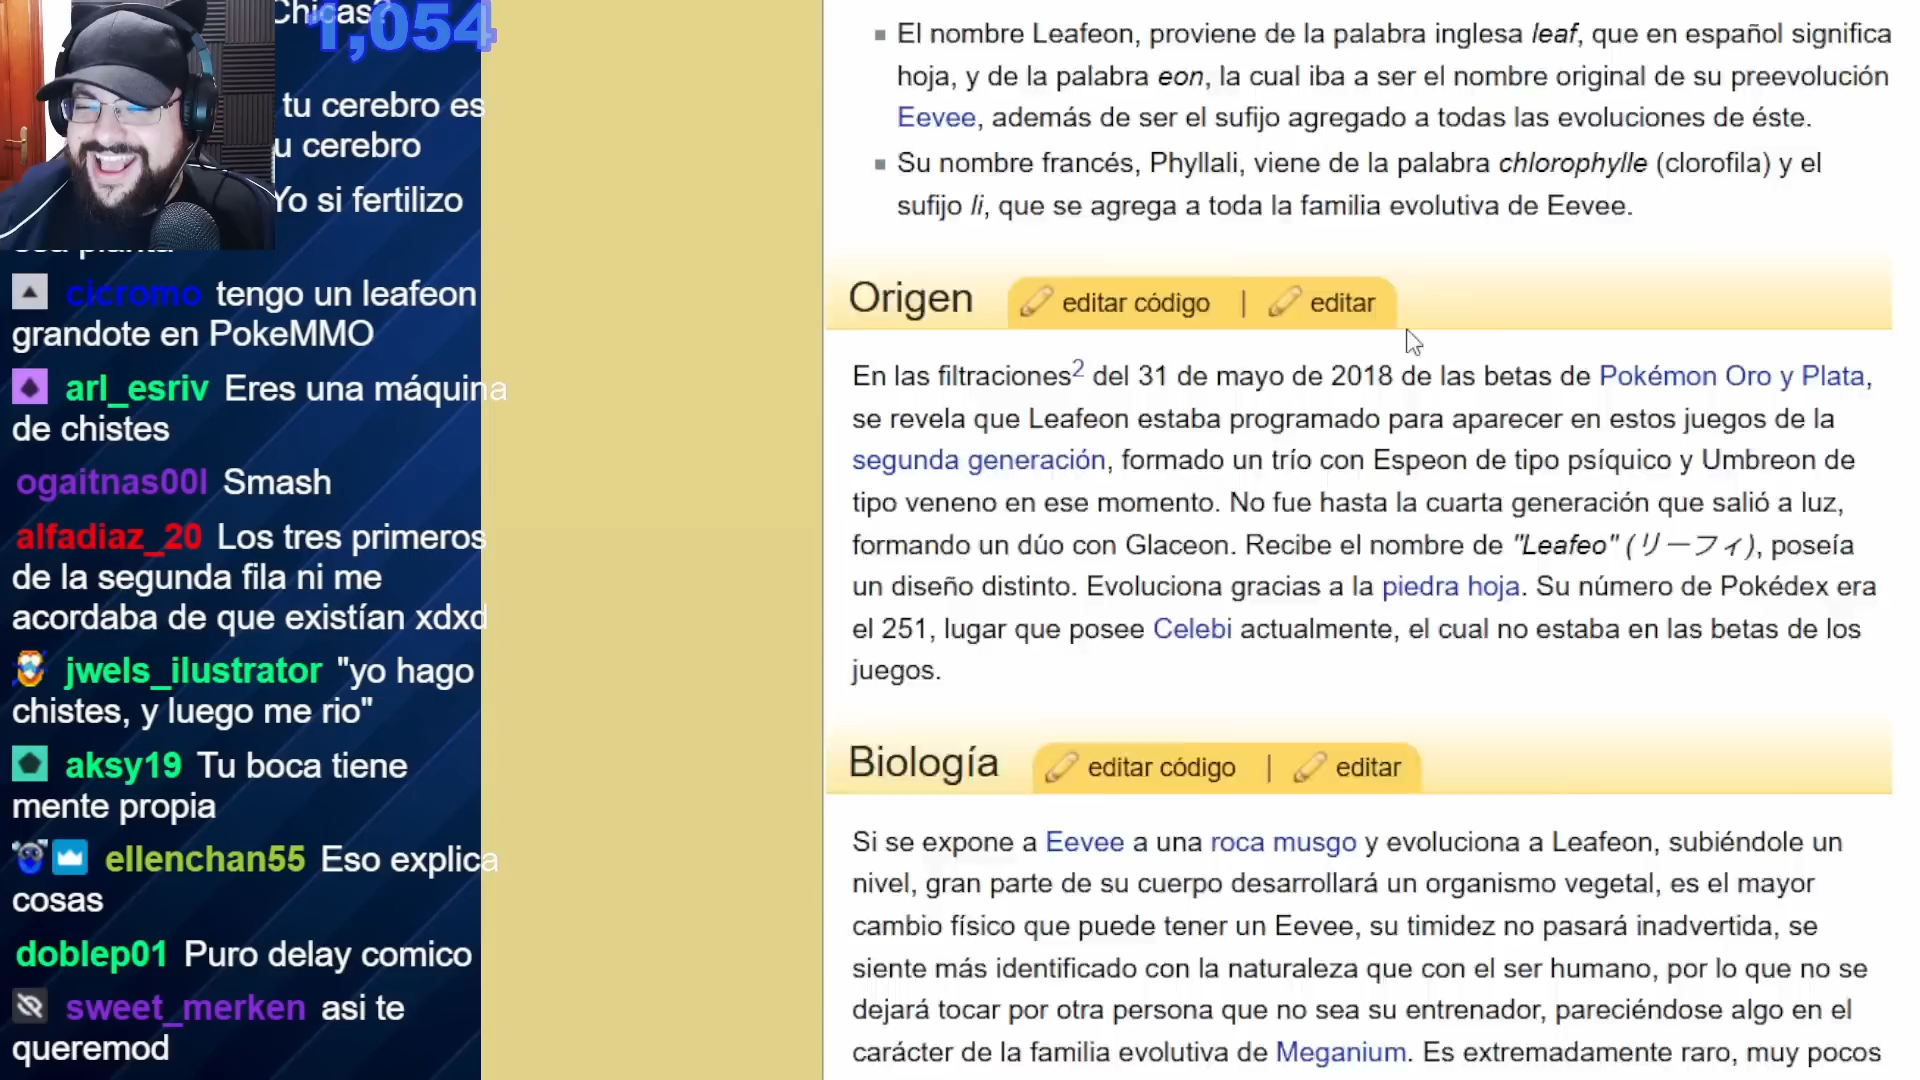 Chicas?
1,054
tu cerebro es
u cerebro
Yo si fertilizo
cicromo tengo un leafeon
grandote en PokeMMO
arl_esriv Eres una máquina
de chistes
ogaitnas00l Smash
alfadiaz_20 Los tres primeros
de la segunda fila ni me
acordaba de que existían xdxd
jwels_ilustrator "yo hago
chistes, y luego me rio"
aksy19 Tu boca tiene
mente propia
ellenchan55 Eso explica
cosas
doblep01 Puro delay comico
sweet_merken asi te
queremod
El nombre Leafeon, proviene de la palabra inglesa leaf, que en español significa
hoja, y de la palabra eon, la cual iba a ser el nombre original de su preevolución
Eevee, además de ser el sufijo agregado a todas las evoluciones de éste.
Su nombre francés, Phyllali, viene de la palabra chlorophylle (clorofila) y el
sufijo li, que se agrega a toda la familia evolutiva de Eevee.
Origen editar código | editar
En las filtraciones2 del 31 de mayo de 2018 de las betas de Pokémon Oro y Plata,
se revela que Leafeon estaba programado para aparecer en estos juegos de la
segunda generación, formado un trío con Espeon de tipo psíquico y Umbreon de
tipo veneno en ese momento. No fue hasta la cuarta generación que salió a luz,
formando un dúo con Glaceon. Recibe el nombre de "Leafeo" (リーフィ), poseía
un diseño distinto. Evoluciona gracias a la piedra hoja. Su número de Pokédex era
el 251, lugar que posee Celebi actualmente, el cual no estaba en las betas de los
juegos.
Biología editar código | editar
Si se expone a Eevee a una roca musgo y evoluciona a Leafeon, subiéndole un
nivel, gran parte de su cuerpo desarrollará un organismo vegetal, es el mayor
cambio físico que puede tener un Eevee, su timidez no pasará inadvertida, se
siente más identificado con la naturaleza que con el ser humano, por lo que no se
dejará tocar por otra persona que no sea su entrenador, pareciéndose algo en el
carácter de la familia evolutiva de Meganium. Es extremadamente raro, muy pocos